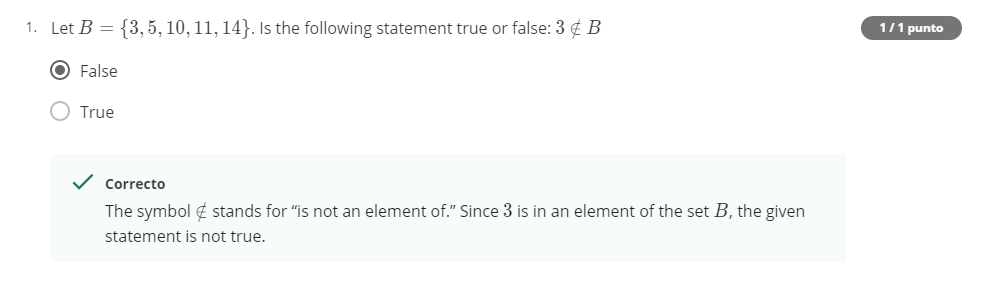 1. Let B = {3, 5, 10, 11, 14}. Is the following statement true or false: 3 ∉ B
1 / 1 punto
False
True
Correcto
The symbol ∉ stands for “is not an element of.” Since 3 is in an element of the set B, the given
statement is not true.